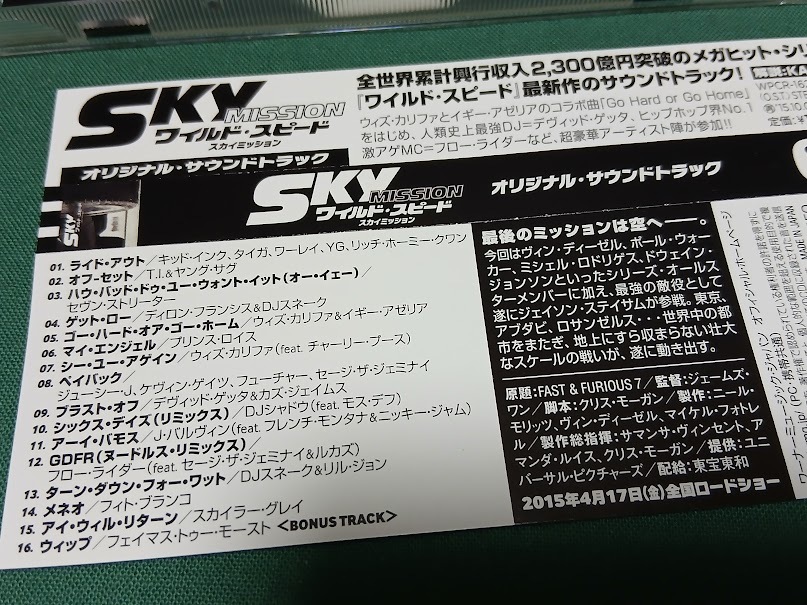 SKY MISSION
ワイルド・スピード
スカイミッション
オリジナル・サウンドトラック
全世界累計興行収入2,300億円突破のメガヒット・シリ
『ワイルド・スピード』最新作のサウンドトラック!
ウィズ・カリファとイギー・アゼリアのコラボ曲「Go Hard or Go Home」
をはじめ、人類史上最強DJ=デヴィッド・ゲッタ、ヒップホップ界No.1
激アゲMC=フロー・ライダーなど、超豪華アーティスト陣が参加!!
SKY MISSION
ワイルド・スピード
スカイミッション
オリジナル・サウンドトラック
SKY
01. ライド・アウト/キッド・インク、タイガ、ワーレイ、YG、リッチ・ホーミー・クワン
02. オフ・セット/T.I.&ヤング・サグ
03. ハウ・バッド・ドゥ・ユー・ウォント・イット(オー・イェー)/
セヴン・ストリーター
04. ゲット・ロー/ディロン・フランシス&DJスネーク
05. ゴー・ハード・オア・ゴー・ホーム/ウィズ・カリファ&イギー・アゼリア
06. マイ・エンジェル/プリンス・ロイス
07. シー・ユー・アゲイン/ウィズ・カリファ(feat. チャーリー・プース)
08. ペイバック/
ジューシー・J、ケヴィン・ゲイツ、フューチャー、セージ・ザ・ジェミナイ
09. ブラスト・オフ/デヴィッド・ゲッタ&カズ・ジェイムス
10. シックス・デイズ(リミックス)/DJシャドウ(feat. モス・デフ)
11. アーイ・バモス/J・バルヴィン(feat. フレンチ・モンタナ&ニッキー・ジャム)
12. GDFR(ヌードルス・リミックス)/
フロー・ライダー(feat. セージ・ザ・ジェミナイ&ルカズ)
13. ターン・ダウン・フォー・ワット/DJスネーク&リル・ジョン
14. メネオ/フィト・ブランコ
15. アイ・ウィル・リターン/スカイラー・グレイ
16. ウィップ/フェイマス・トゥー・モースト <BONUS TRACK>
最後のミッションは空へ――。
今回はヴィン・ディーゼル、ポール・ウォー
カー、ミシェル・ロドリゲス、ドウェイン・
ジョンソンといったシリーズ・オールス
ターメンバーに加え、最強の敵役として
遂にジェイソン・ステイサムが参戦。東京、
アブダビ、ロサンゼルス・・・世界中の都
市をまたぎ、地上にすら収まらない壮大
なスケールの戦いが、遂に動き出す。
原題:FAST & FURIOUS 7/監督:ジェームズ・
ワン/脚本:クリス・モーガン/製作:ニール・
モリッツ、ヴィン・ディーゼル、マイケル・フォトレ
ル/製作総指揮:サマンサ・ヴィンセント、ア
マンダ・ルイス、クリス・モーガン/提供:ユニ
バーサル・ピクチャーズ/配給:東宝東和
2015年4月17日(金)全国ロードショー
MADE IN JAPAN